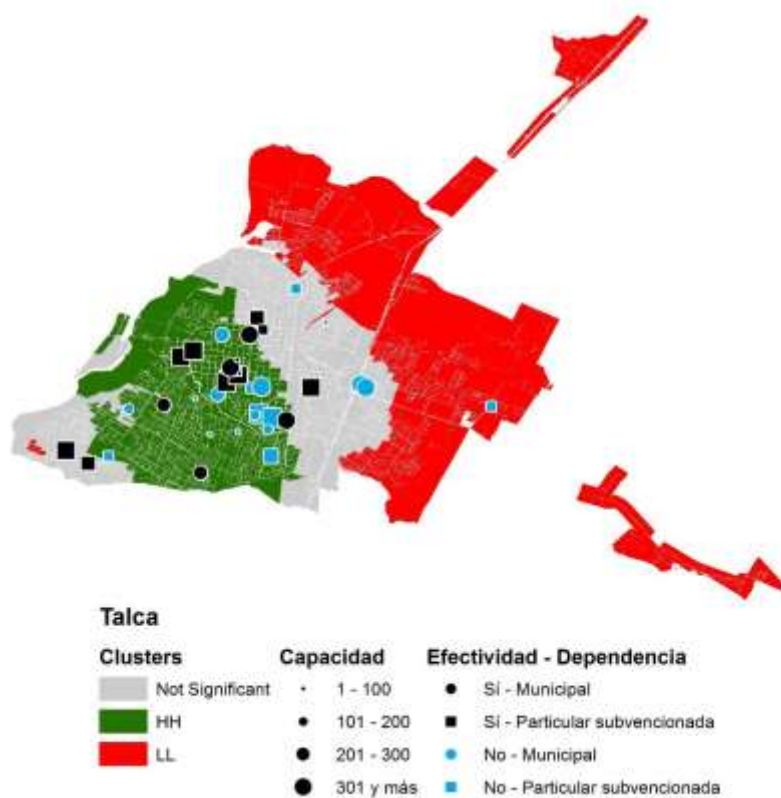 Talca
Clusters Capacidad Efectividad - Dependencia
Not Significant 1 - 100 Sí - Municipal
HH 101 - 200 Sí - Particular subvencionada
LL 201 - 300 No - Municipal
301 y más No - Particular subvencionada